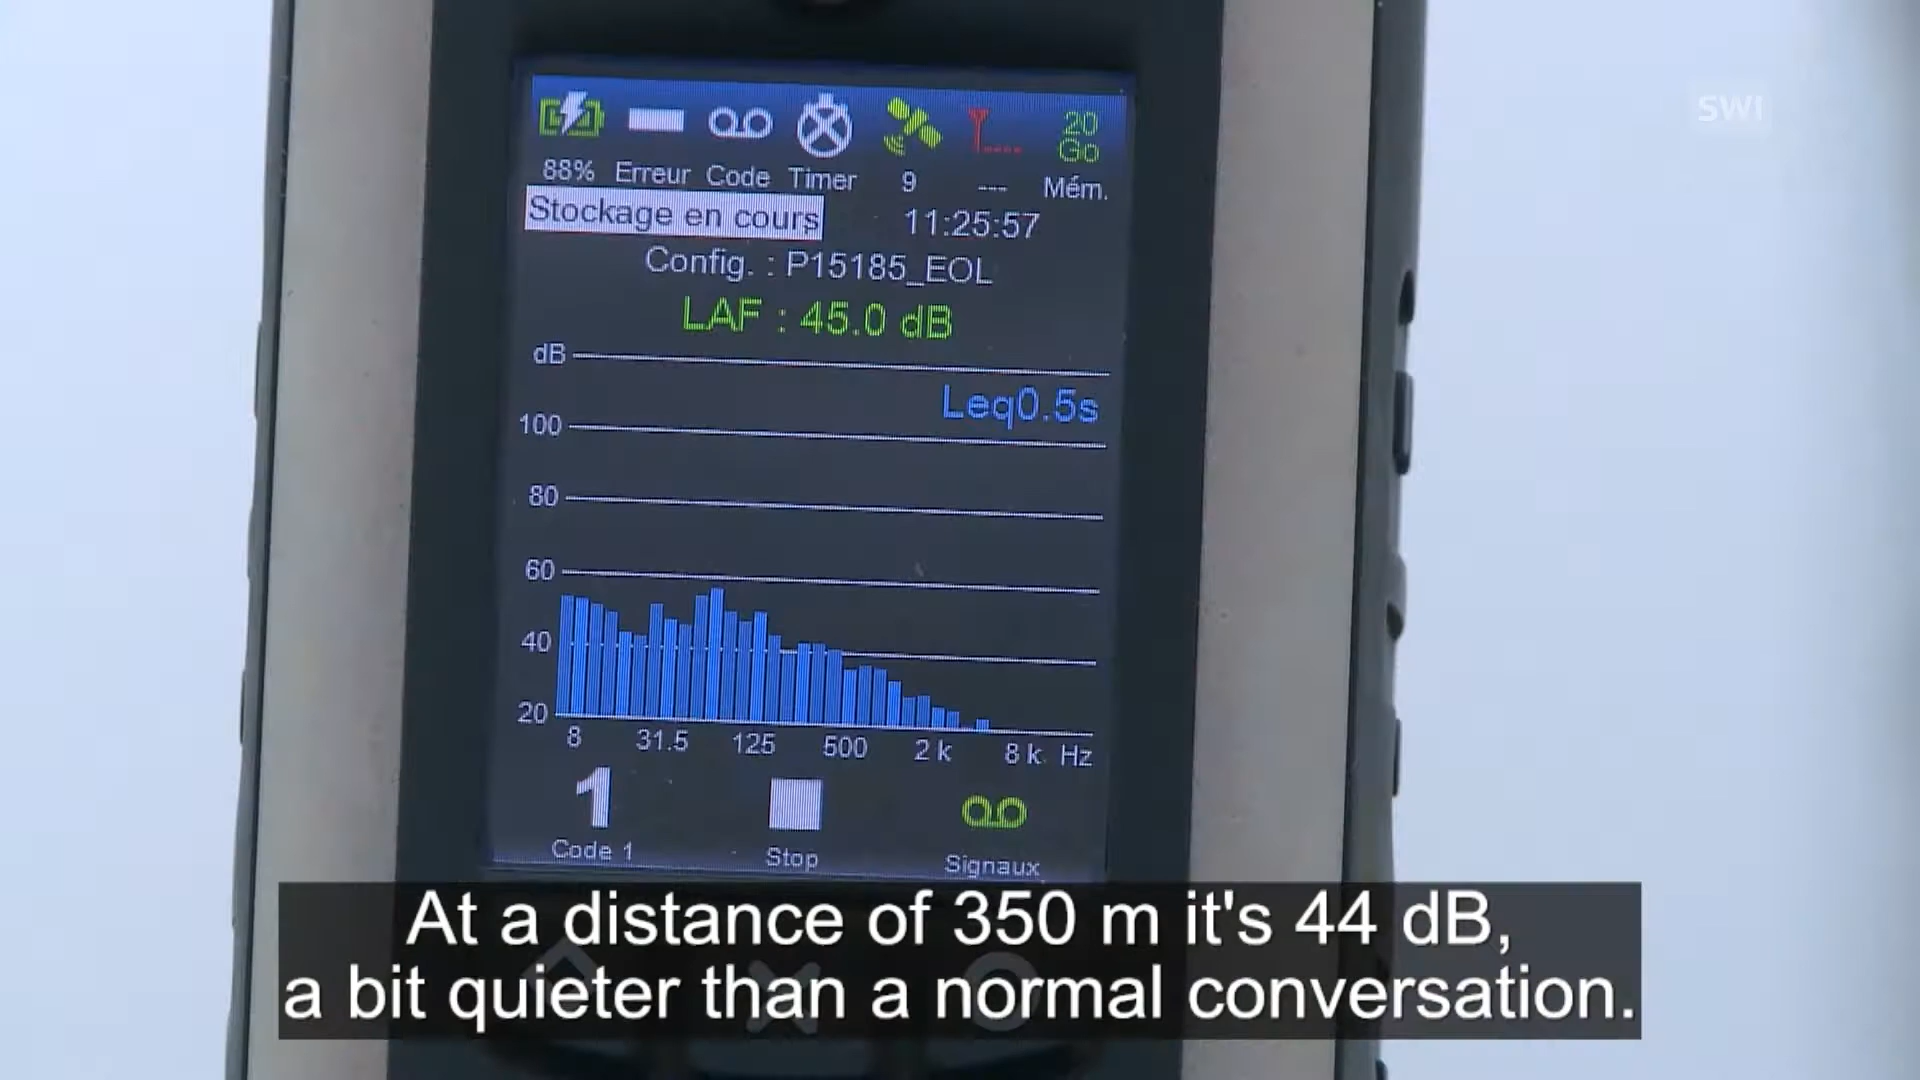 SWI
20
Go
88% Erreur Code Timer 9 --- Mém.
Stockage en cours 11:25:57
Config. : P15185_EOL
LAF : 45.0 dB
dB
Leq0.5s
100
80
60
40
20
8 31.5 125 500 2 k 8 k Hz
1
Code 1 Stop Signaux
At a distance of 350 m it's 44 dB,
a bit quieter than a normal conversation.